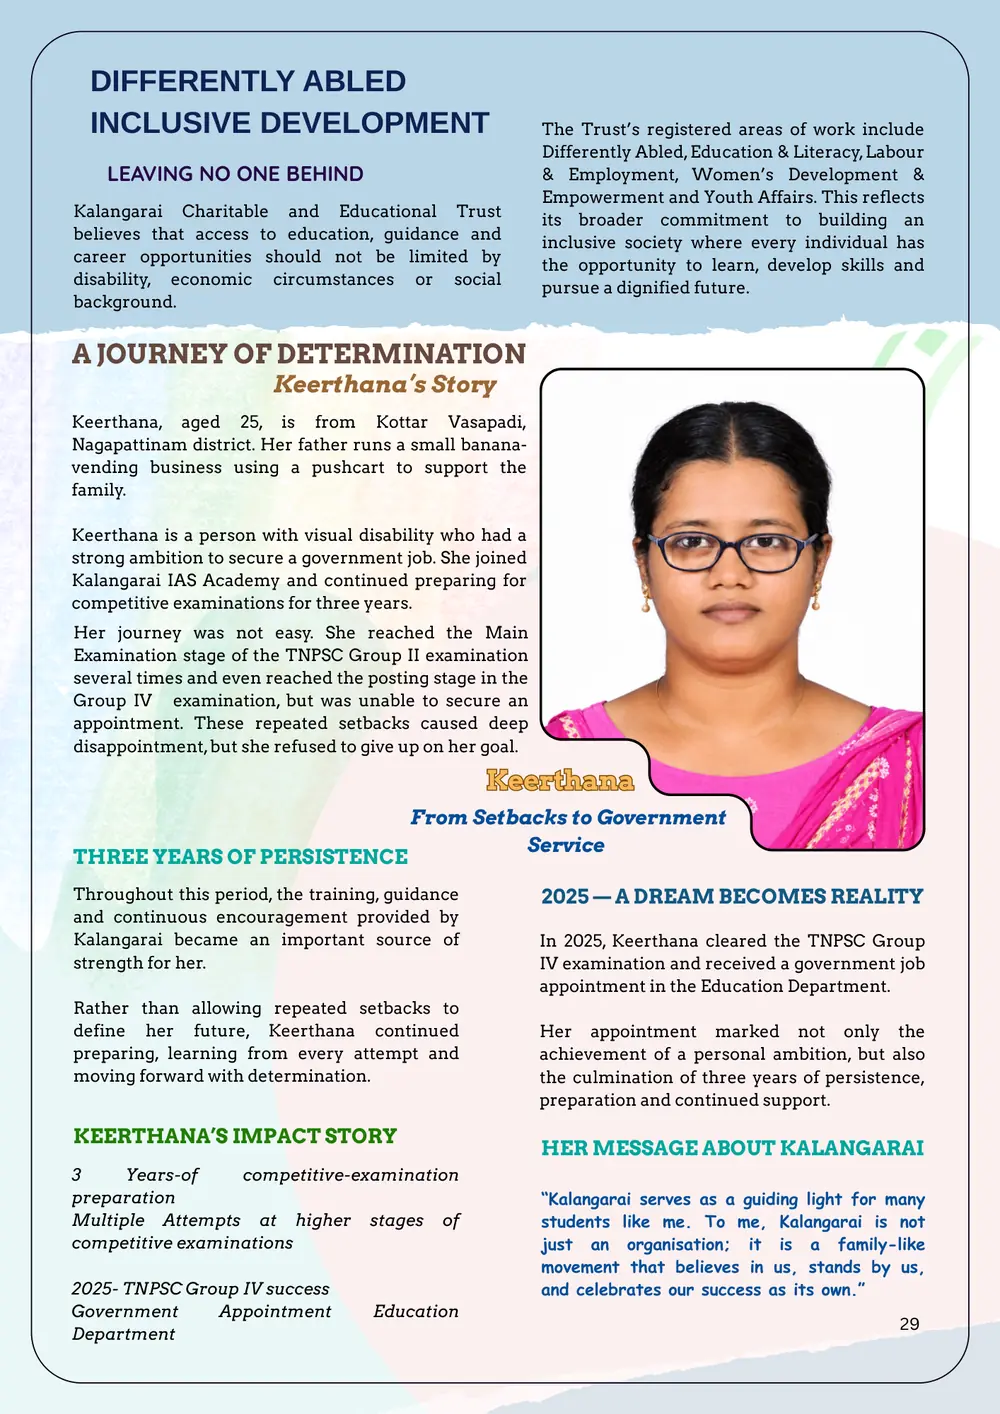 DIFFERENTLY ABLED
INCLUSIVE DEVELOPMENT
LEAVING NO ONE BEHIND
Kalangarai Charitable and Educational Trust
believes that access to education, guidance and
career opportunities should not be limited by
disability, economic circumstances or social
background.
The Trust's registered areas of work include
Differently Abled, Education & Literacy, Labour
& Employment, Women's Development &
Empowerment and Youth Affairs. This reflects
its broader commitment to building an
inclusive society where every individual has
the opportunity to learn, develop skills and
pursue a dignified future.
A JOURNEY OF DETERMINATION
Keerthana's Story
Keerthana, aged 25, is from Kottar Vasapadi,
Nagapattinam district. Her father runs a small banana-
vending business using a pushcart to support the
family.
Keerthana is a person with visual disability who had a
strong ambition to secure a government job. She joined
Kalangarai IAS Academy and continued preparing for
competitive examinations for three years.
Her journey was not easy. She reached the Main
Examination stage of the TNPSC Group II examination
several times and even reached the posting stage in the
Group IV examination, but was unable to secure an
appointment. These repeated setbacks caused deep
disappointment, but she refused to give up on her goal.
Keerthana
From Setbacks to Government
Service
THREE YEARS OF PERSISTENCE
Throughout this period, the training, guidance
and continuous encouragement provided by
Kalangarai became an important source of
strength for her.
Rather than allowing repeated setbacks to
define her future, Keerthana continued
preparing, learning from every attempt and
moving forward with determination.
KEERTHANA'S IMPACT STORY
3 Years-of competitive-examination
preparation
Multiple Attempts at higher stages of
competitive examinations
2025- TNPSC Group IV success
Government Appointment Education
Department
2025 — A DREAM BECOMES REALITY
In 2025, Keerthana cleared the TNPSC Group
IV examination and received a government job
appointment in the Education Department.
Her appointment marked not only the
achievement of a personal ambition, but also
the culmination of three years of persistence,
preparation and continued support.
HER MESSAGE ABOUT KALANGARAI
"Kalangarai serves as a guiding light for many
students like me. To me, Kalangarai is not
just an organisation; it is a family-like
movement that believes in us, stands by us,
and celebrates our success as its own."
29